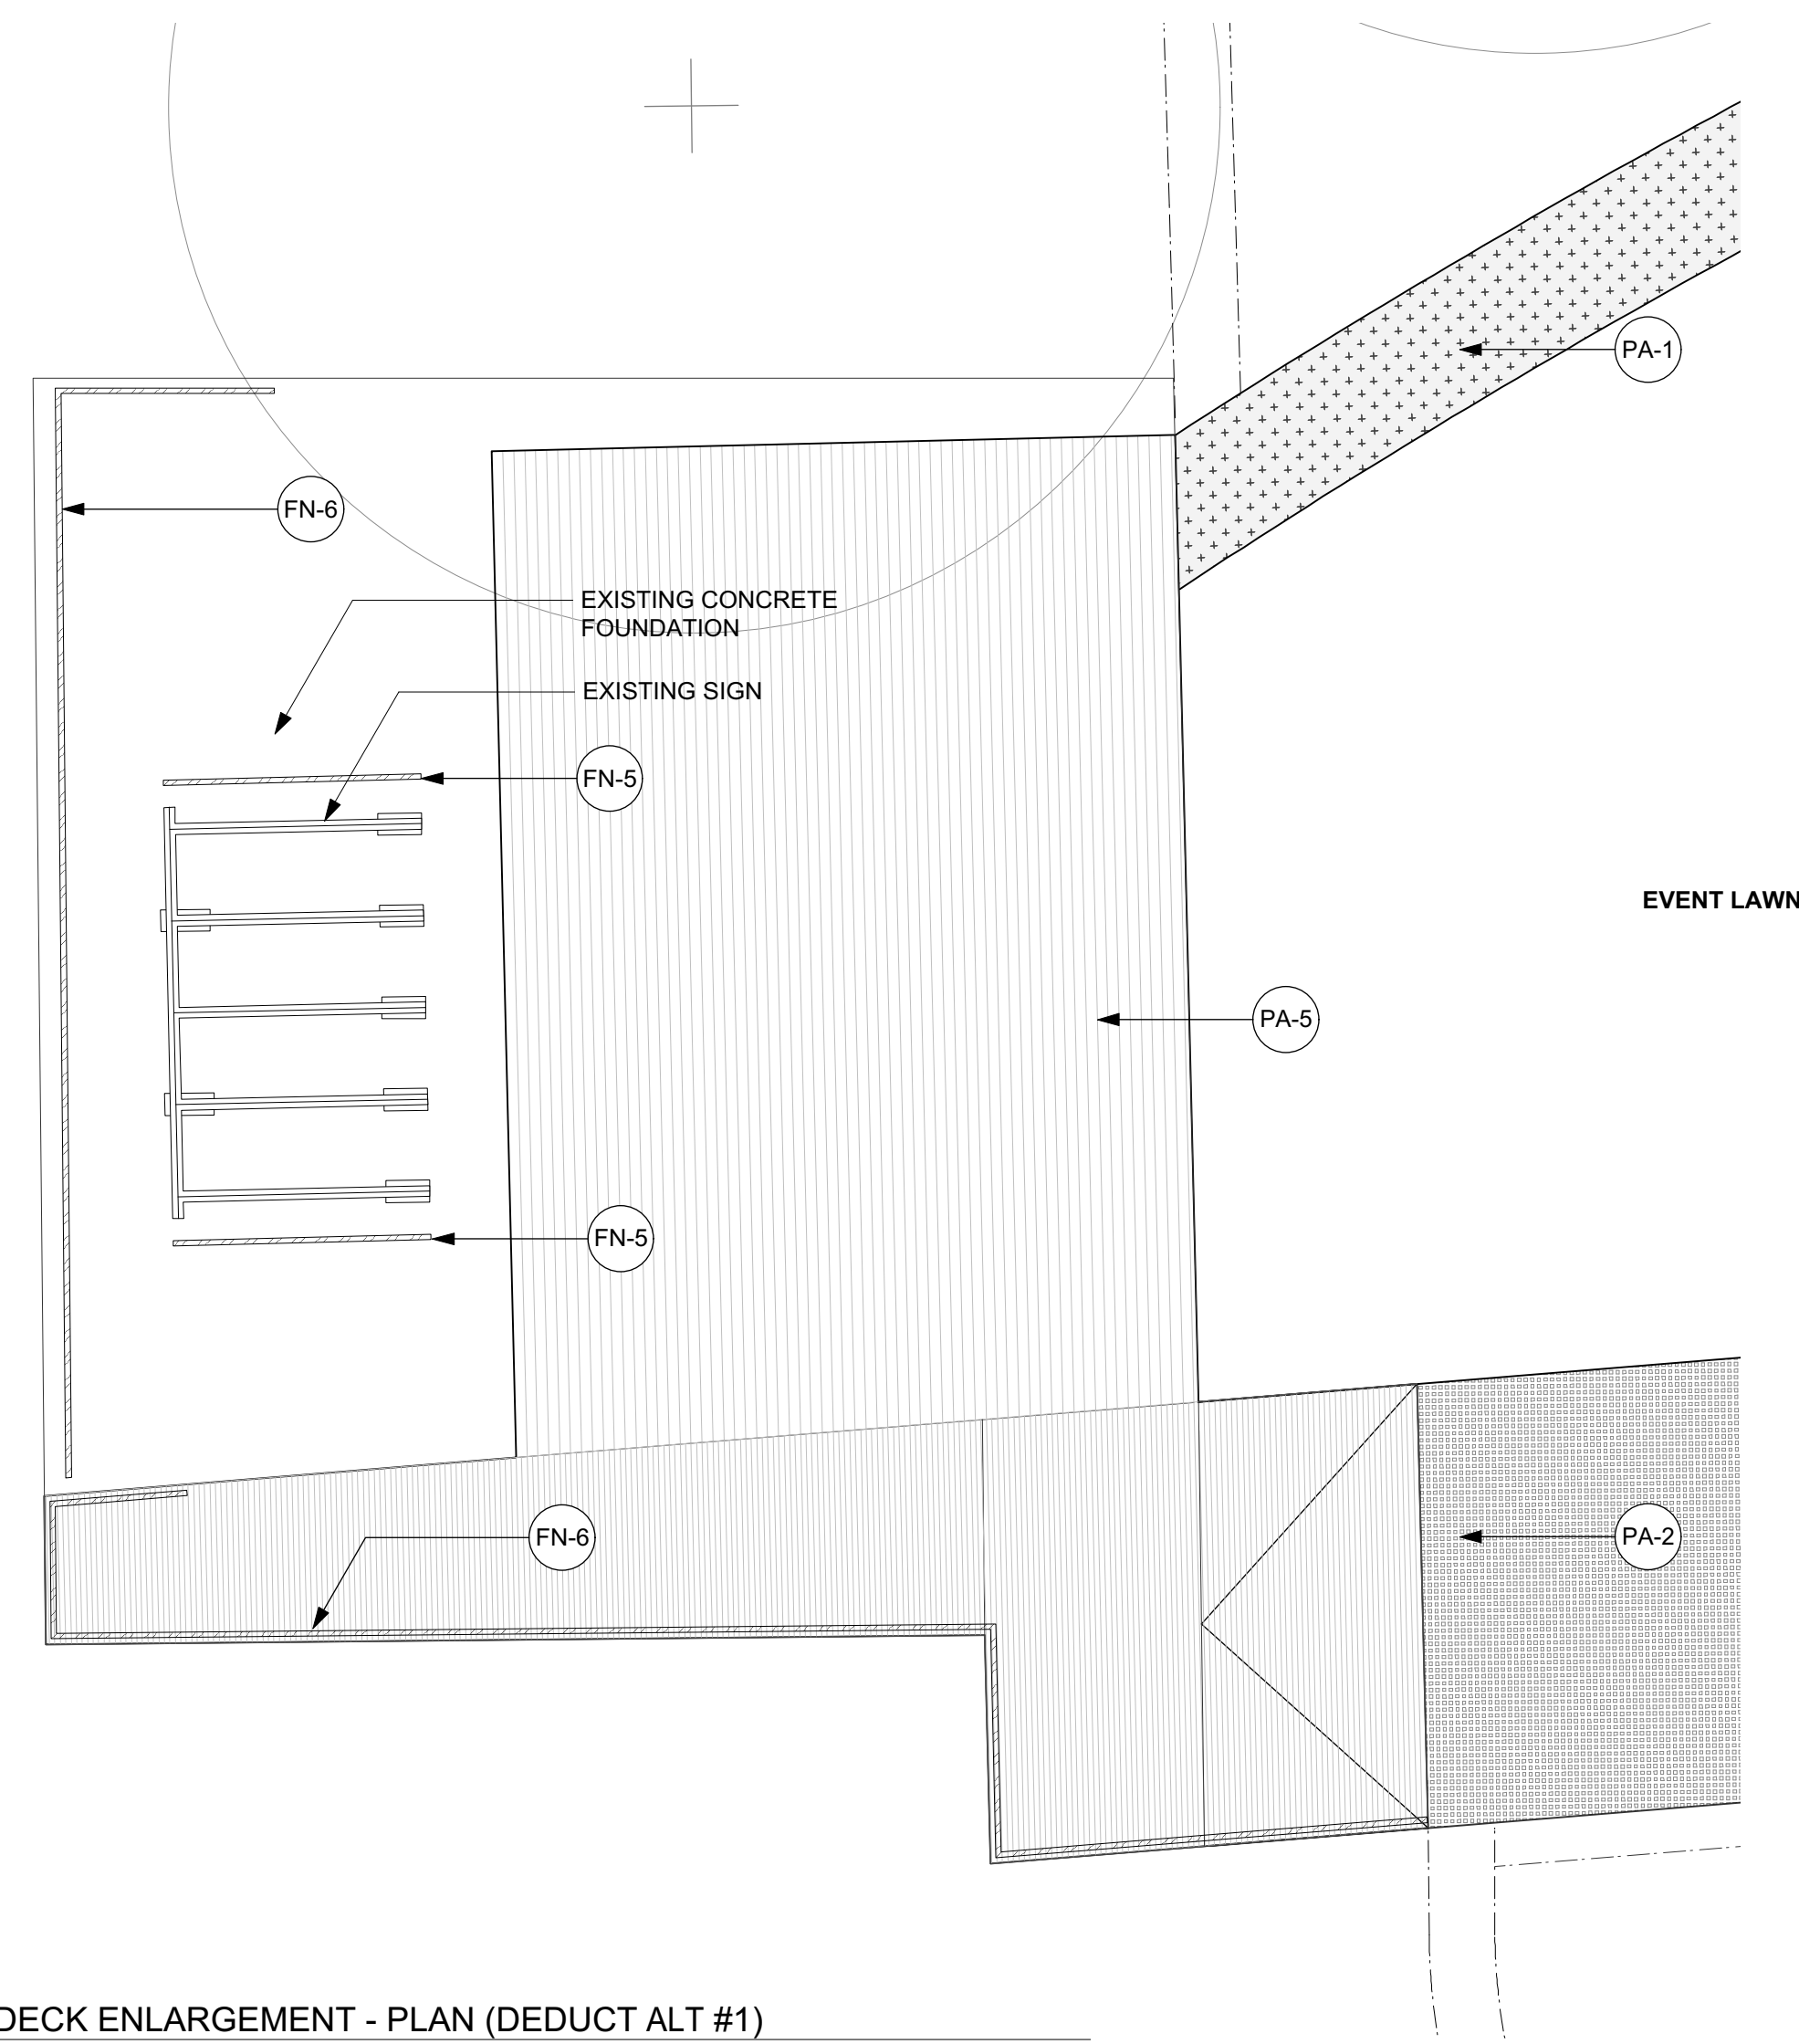 PA-1
FN-6
EXISTING CONCRETE
FOUNDATION
EXISTING SIGN
FN-5
EVENT LAWN
PA-5
FN-5
FN-6
PA-2
DECK ENLARGEMENT - PLAN (DEDUCT ALT #1)